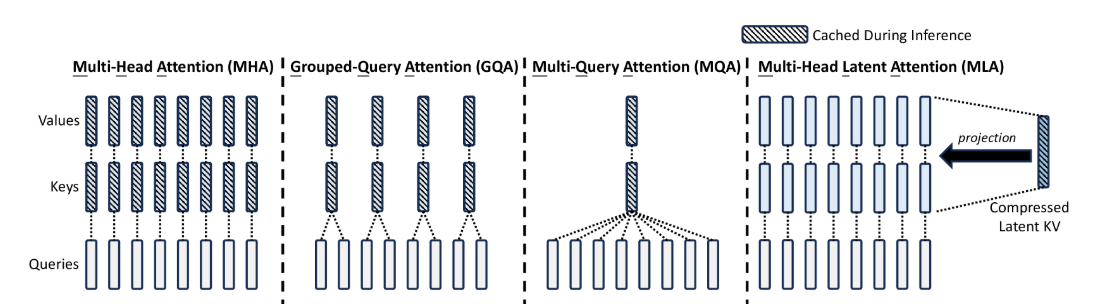 Cached During Inference
Multi-Head Attention (MHA)
Grouped-Query Attention (GQA)
Multi-Query Attention (MQA)
Multi-Head Latent Attention (MLA)
Values
projection
Keys
Compressed
Latent KV
Queries